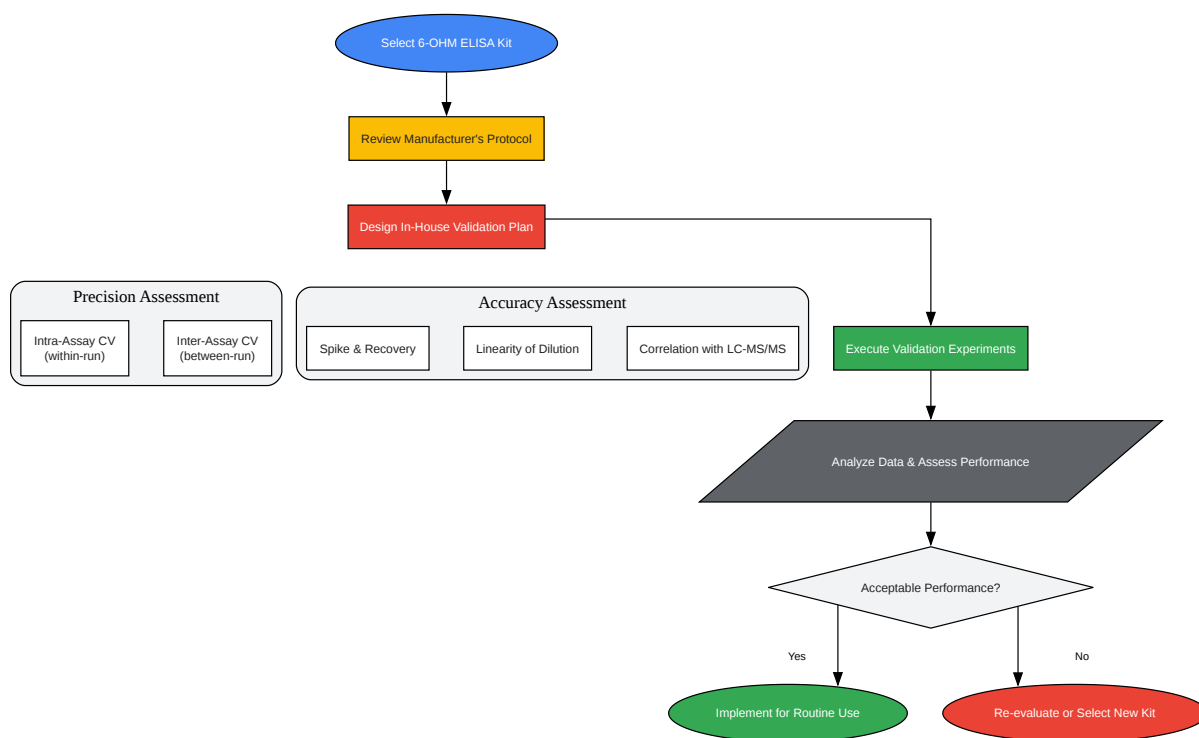 Select 6-OHM ELISA Kit
Review Manufacturer's Protocol
Design In-House Validation Plan
Precision Assessment
Intra-Assay CV
(within-run)
Inter-Assay CV
(between-run)
Accuracy Assessment
Spike & Recovery
Linearity of Dilution
Correlation with LC-MS/MS
Execute Validation Experiments
Analyze Data & Assess Performance
Acceptable Performance?
Yes
No
Implement for Routine Use
Re-evaluate or Select New Kit